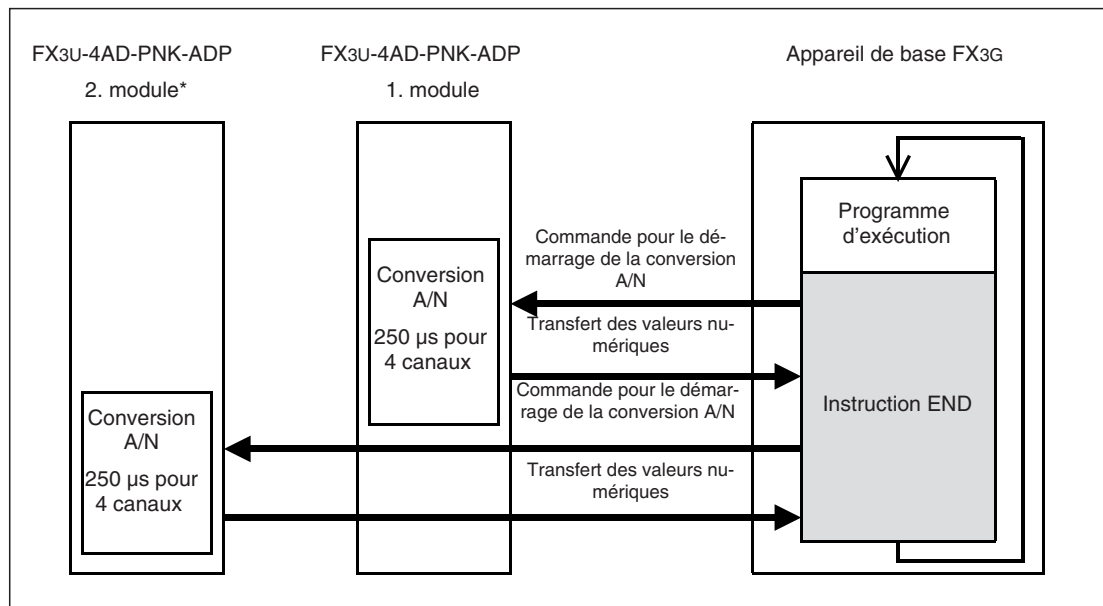 FX3U-4AD-PNK-ADP
2. module*
FX3U-4AD-PNK-ADP
1. module
Appareil de base FX3G
Programme
d'exécution
Commande pour le dé-
marrage de la conversion
A/N
Conversion
A/N
250 µs pour
4 canaux
Transfert des valeurs nu-
mériques
Commande pour le démar-
rage de la conversion A/N
Instruction END
Conversion
A/N
250 µs pour
4 canaux
Transfert des valeurs nu-
mériques